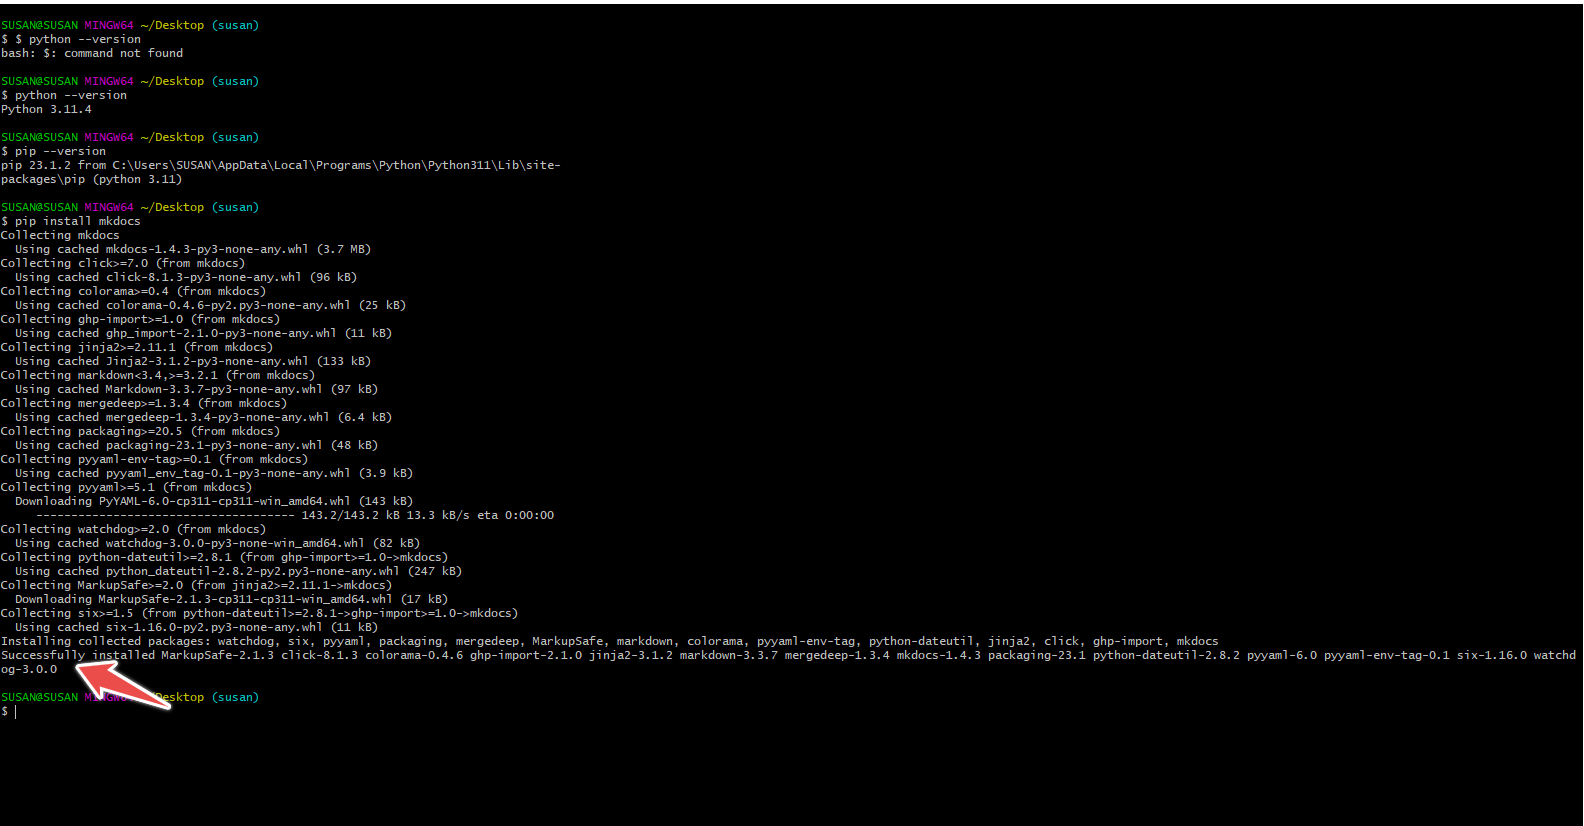 SUSAN@SUSAN MINGW64 ~/Desktop (susan)
$ $ python --version
bash: $: command not found
SUSAN@SUSAN MINGW64 ~/Desktop (susan)
$ python --version
Python 3.11.4
SUSAN@SUSAN MINGW64 ~/Desktop (susan)
$ pip --version
pip 23.1.2 from C:\Users\SUSAN\AppData\Local\Programs\Python\Python311\Lib\site-
packages\pip (python 3.11)
SUSAN@SUSAN MINGW64 ~/Desktop (susan)
$ pip install mkdocs
Collecting mkdocs
  Using cached mkdocs-1.4.3-py3-none-any.whl (3.7 MB)
Collecting click>=7.0 (from mkdocs)
  Using cached click-8.1.3-py3-none-any.whl (96 kB)
Collecting colorama>=0.4 (from mkdocs)
  Using cached colorama-0.4.6-py2.py3-none-any.whl (25 kB)
Collecting ghp-import>=1.0 (from mkdocs)
  Using cached ghp_import-2.1.0-py3-none-any.whl (11 kB)
Collecting jinja2>=2.11.1 (from mkdocs)
  Using cached Jinja2-3.1.2-py3-none-any.whl (133 kB)
Collecting markdown<3.4,>=3.2.1 (from mkdocs)
  Using cached Markdown-3.3.7-py3-none-any.whl (97 kB)
Collecting mergedeep>=1.3.4 (from mkdocs)
  Using cached mergedeep-1.3.4-py3-none-any.whl (6.4 kB)
Collecting packaging>=20.5 (from mkdocs)
  Using cached packaging-23.1-py3-none-any.whl (48 kB)
Collecting pyyaml-env-tag>=0.1 (from mkdocs)
  Using cached pyyaml_env_tag-0.1-py3-none-any.whl (3.9 kB)
Collecting pyyaml>=5.1 (from mkdocs)
  Downloading PyYAML-6.0-cp311-cp311-win_amd64.whl (143 kB)
     ------------------------------------- 143.2/143.2 kB 13.3 kB/s eta 0:00:00
Collecting watchdog>=2.0 (from mkdocs)
  Using cached watchdog-3.0.0-py3-none-win_amd64.whl (82 kB)
Collecting python-dateutil>=2.8.1 (from ghp-import>=1.0->mkdocs)
  Using cached python_dateutil-2.8.2-py2.py3-none-any.whl (247 kB)
Collecting MarkupSafe>=2.0 (from jinja2>=2.11.1->mkdocs)
  Downloading MarkupSafe-2.1.3-cp311-cp311-win_amd64.whl (17 kB)
Collecting six>=1.5 (from python-dateutil>=2.8.1->ghp-import>=1.0->mkdocs)
  Using cached six-1.16.0-py2.py3-none-any.whl (11 kB)
Installing collected packages: watchdog, six, pyyaml, packaging, mergedeep, MarkupSafe, markdown, colorama, pyyaml-env-tag, python-dateutil, jinja2, click, ghp-import, mkdocs
Successfully installed MarkupSafe-2.1.3 click-8.1.3 colorama-0.4.6 ghp-import-2.1.0 jinja2-3.1.2 markdown-3.3.7 mergedeep-1.3.4 mkdocs-1.4.3 packaging-23.1 python-dateutil-2.8.2 pyyaml-6.0 pyyaml-env-tag-0.1 six-1.16.0 watchd
og-3.0.0
SUSAN@SUSAN MINGW64 ~/Desktop (susan)
$